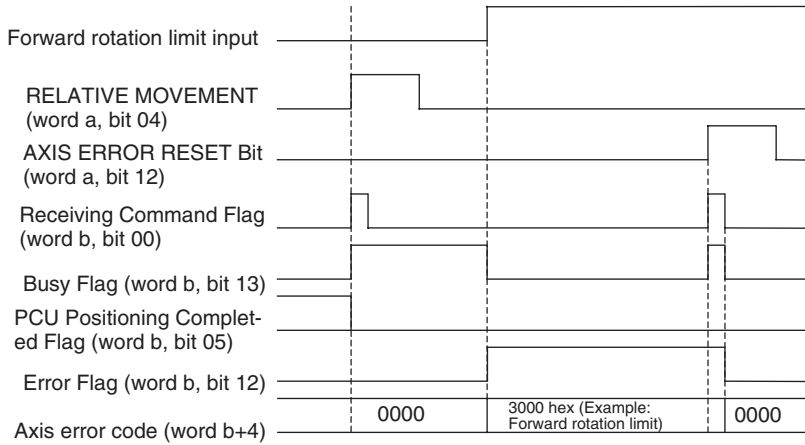 Forward rotation limit input
RELATIVE MOVEMENT
(word a, bit 04)
AXIS ERROR RESET Bit
(word a, bit 12)
Receiving Command Flag
(word b, bit 00)
Busy Flag (word b, bit 13)
PCU Positioning Complet-
ed Flag (word b, bit 05)
Error Flag (word b, bit 12)
Axis error code (word b+4)
0000
3000 hex (Example:
Forward rotation limit)
0000